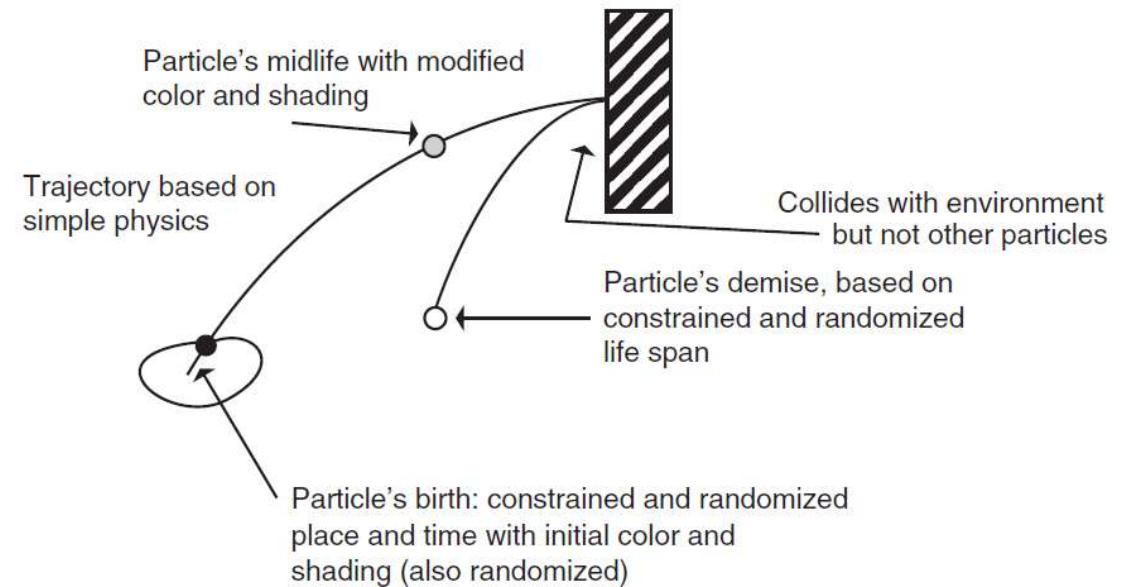 Particle's midlife with modified
color and shading
Trajectory based on
simple physics
Collides with environment
but not other particles
Particle's demise, based on
constrained and randomized
life span
Particle's birth: constrained and randomized
place and time with initial color and
shading (also randomized)